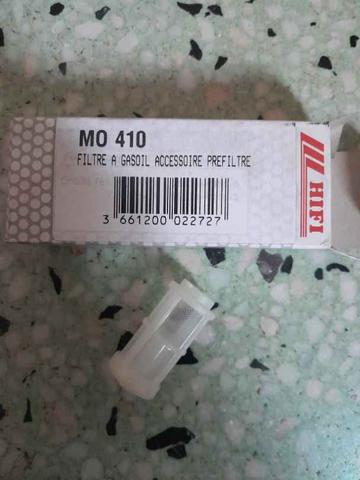 MO 410
FILTRE A GASOIL ACCESSOIRE PREFILTRE
3 661200 022727
HIFI